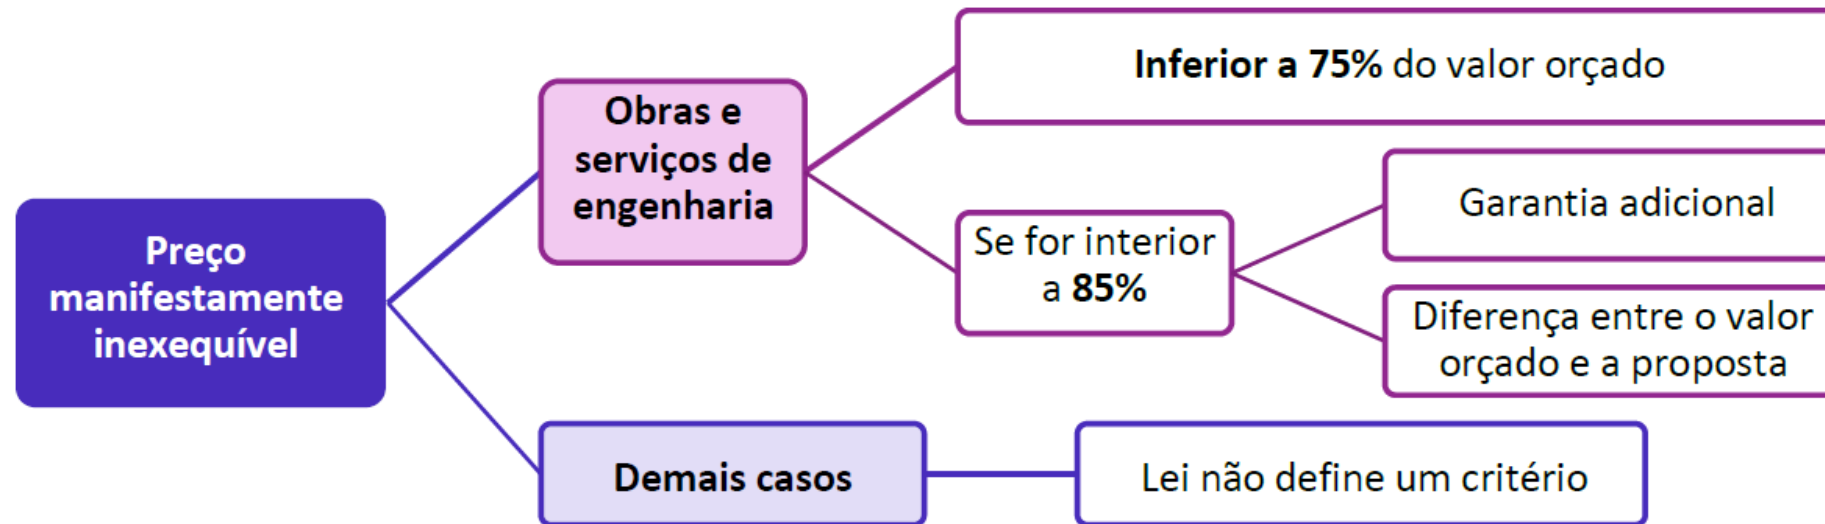 Preço
manifestamente
inexequível
Obras e
serviços de
engenharia
Inferior a 75% do valor orçado
Se for interior
a 85%
Garantia adicional
Diferença entre o valor
orçado e a proposta
Demais casos
Lei não define um critério